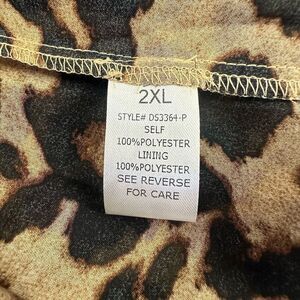 2XL
STYLE# DS3364-P
SELF
100%POLYESTER
LINING
100%POLYESTER
SEE REVERSE
FOR CARE